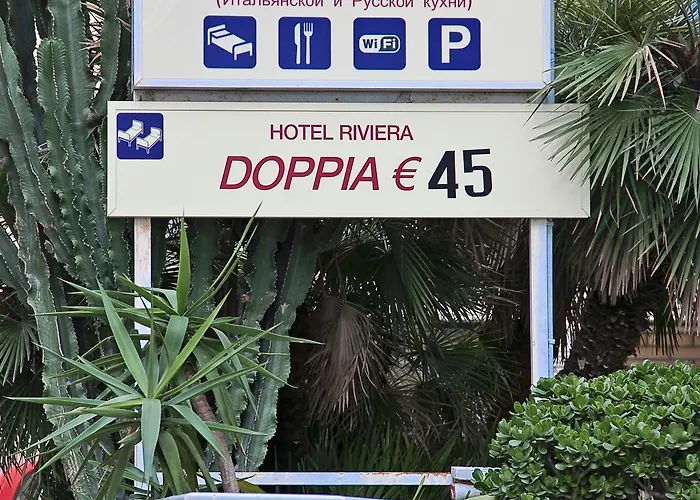 (Итальянской и Русской кухни)
WiFi P
HOTEL RIVIERA
DOPPIA € 45